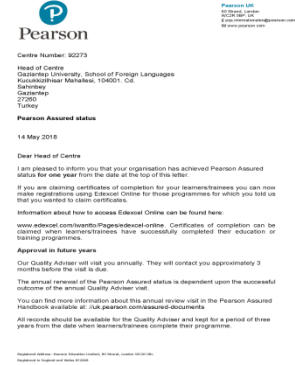 Pearson
Pearson UK
80 Strand, London
WC2R 0RL UK
www.pearson.com
Centre Number: 92273
Head of Centre
Gaziantep University, School of Foreign Languages
Kucukkizilhisar Mahallesi, 104001. Cd.
Sahinbey
Gaziantep
27260
Turkey
Pearson Assured status
14 May 2018
Dear Head of Centre
I am pleased to inform you that your organisation has achieved Pearson Assured
status for one year from the date at the top of this letter.
If you are claiming certificates of completion for your learners/trainees you can now
make registrations using Edexcel Online for those programmes for which you told us
that you wanted to claim certificates.
Information about how to access Edexcel Online can be found here:
www.edexcel.com/iwantto/Pages/edexcel-online. Certificates of completion can be
claimed when learners/trainees have successfully completed their education or
training programmes.
Approval in future years
Our Quality Adviser will visit you annually. They will contact you approximately 3
months before the visit is due.
The annual renewal of the Pearson Assured status is dependent upon the successful
outcome of the annual Quality Adviser visit.
You can find more information about this annual review visit in the Pearson Assured
Handbook available at: //uk.pearson.com/assured-documents
All records should be available for the Quality Adviser and kept for a period of three
years from the date when learners/trainees complete their programme.